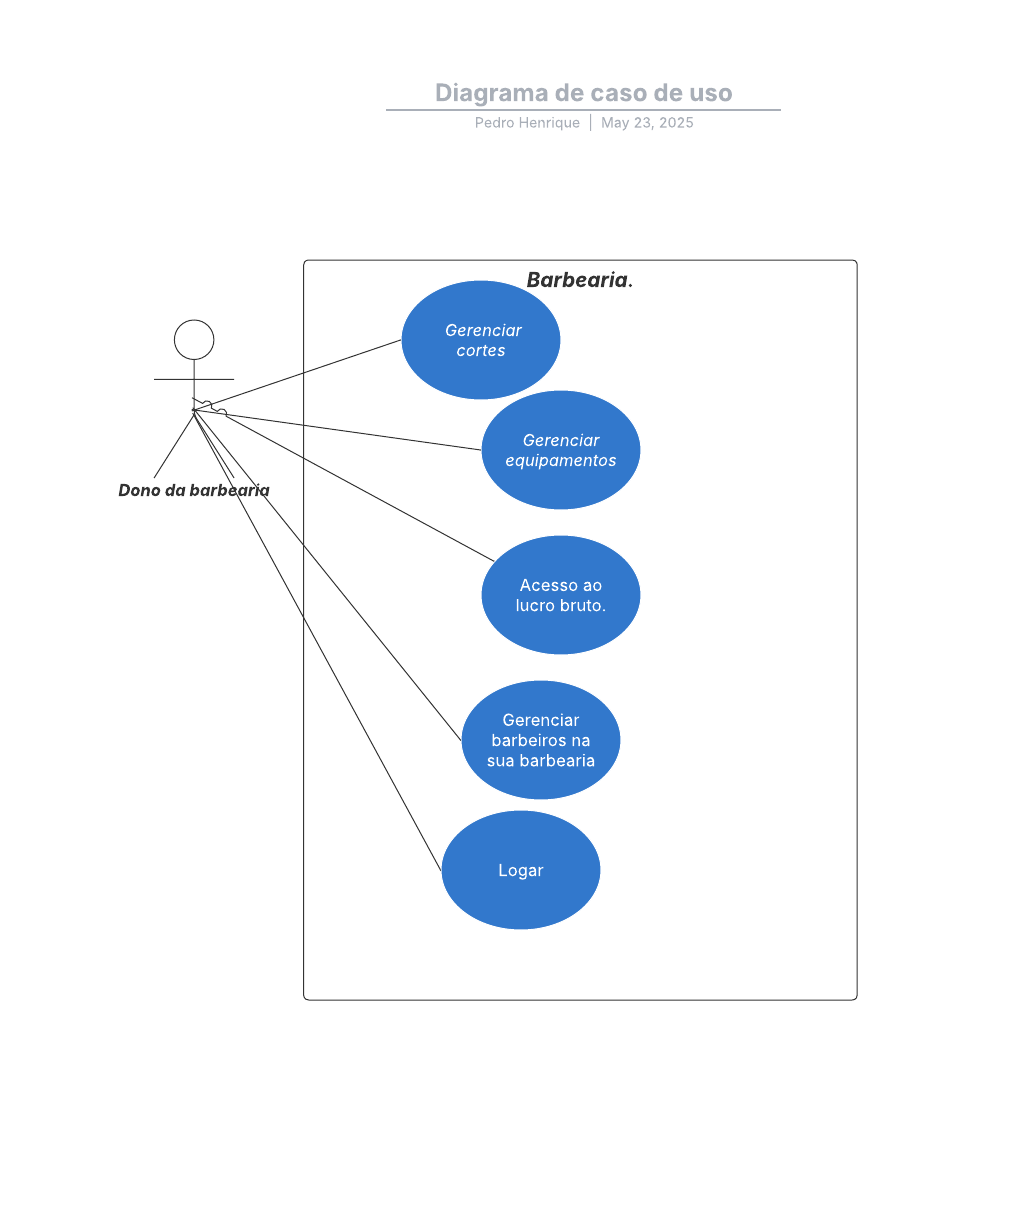 Diagrama de caso de uso
Pedro Henrique | May 23, 2025
Barbearia.
Gerenciar
cortes
Gerenciar
equipamentos
Dono da barbearia
Acesso ao
lucro bruto.
Gerenciar
barbeiros na
sua barbearia
Logar